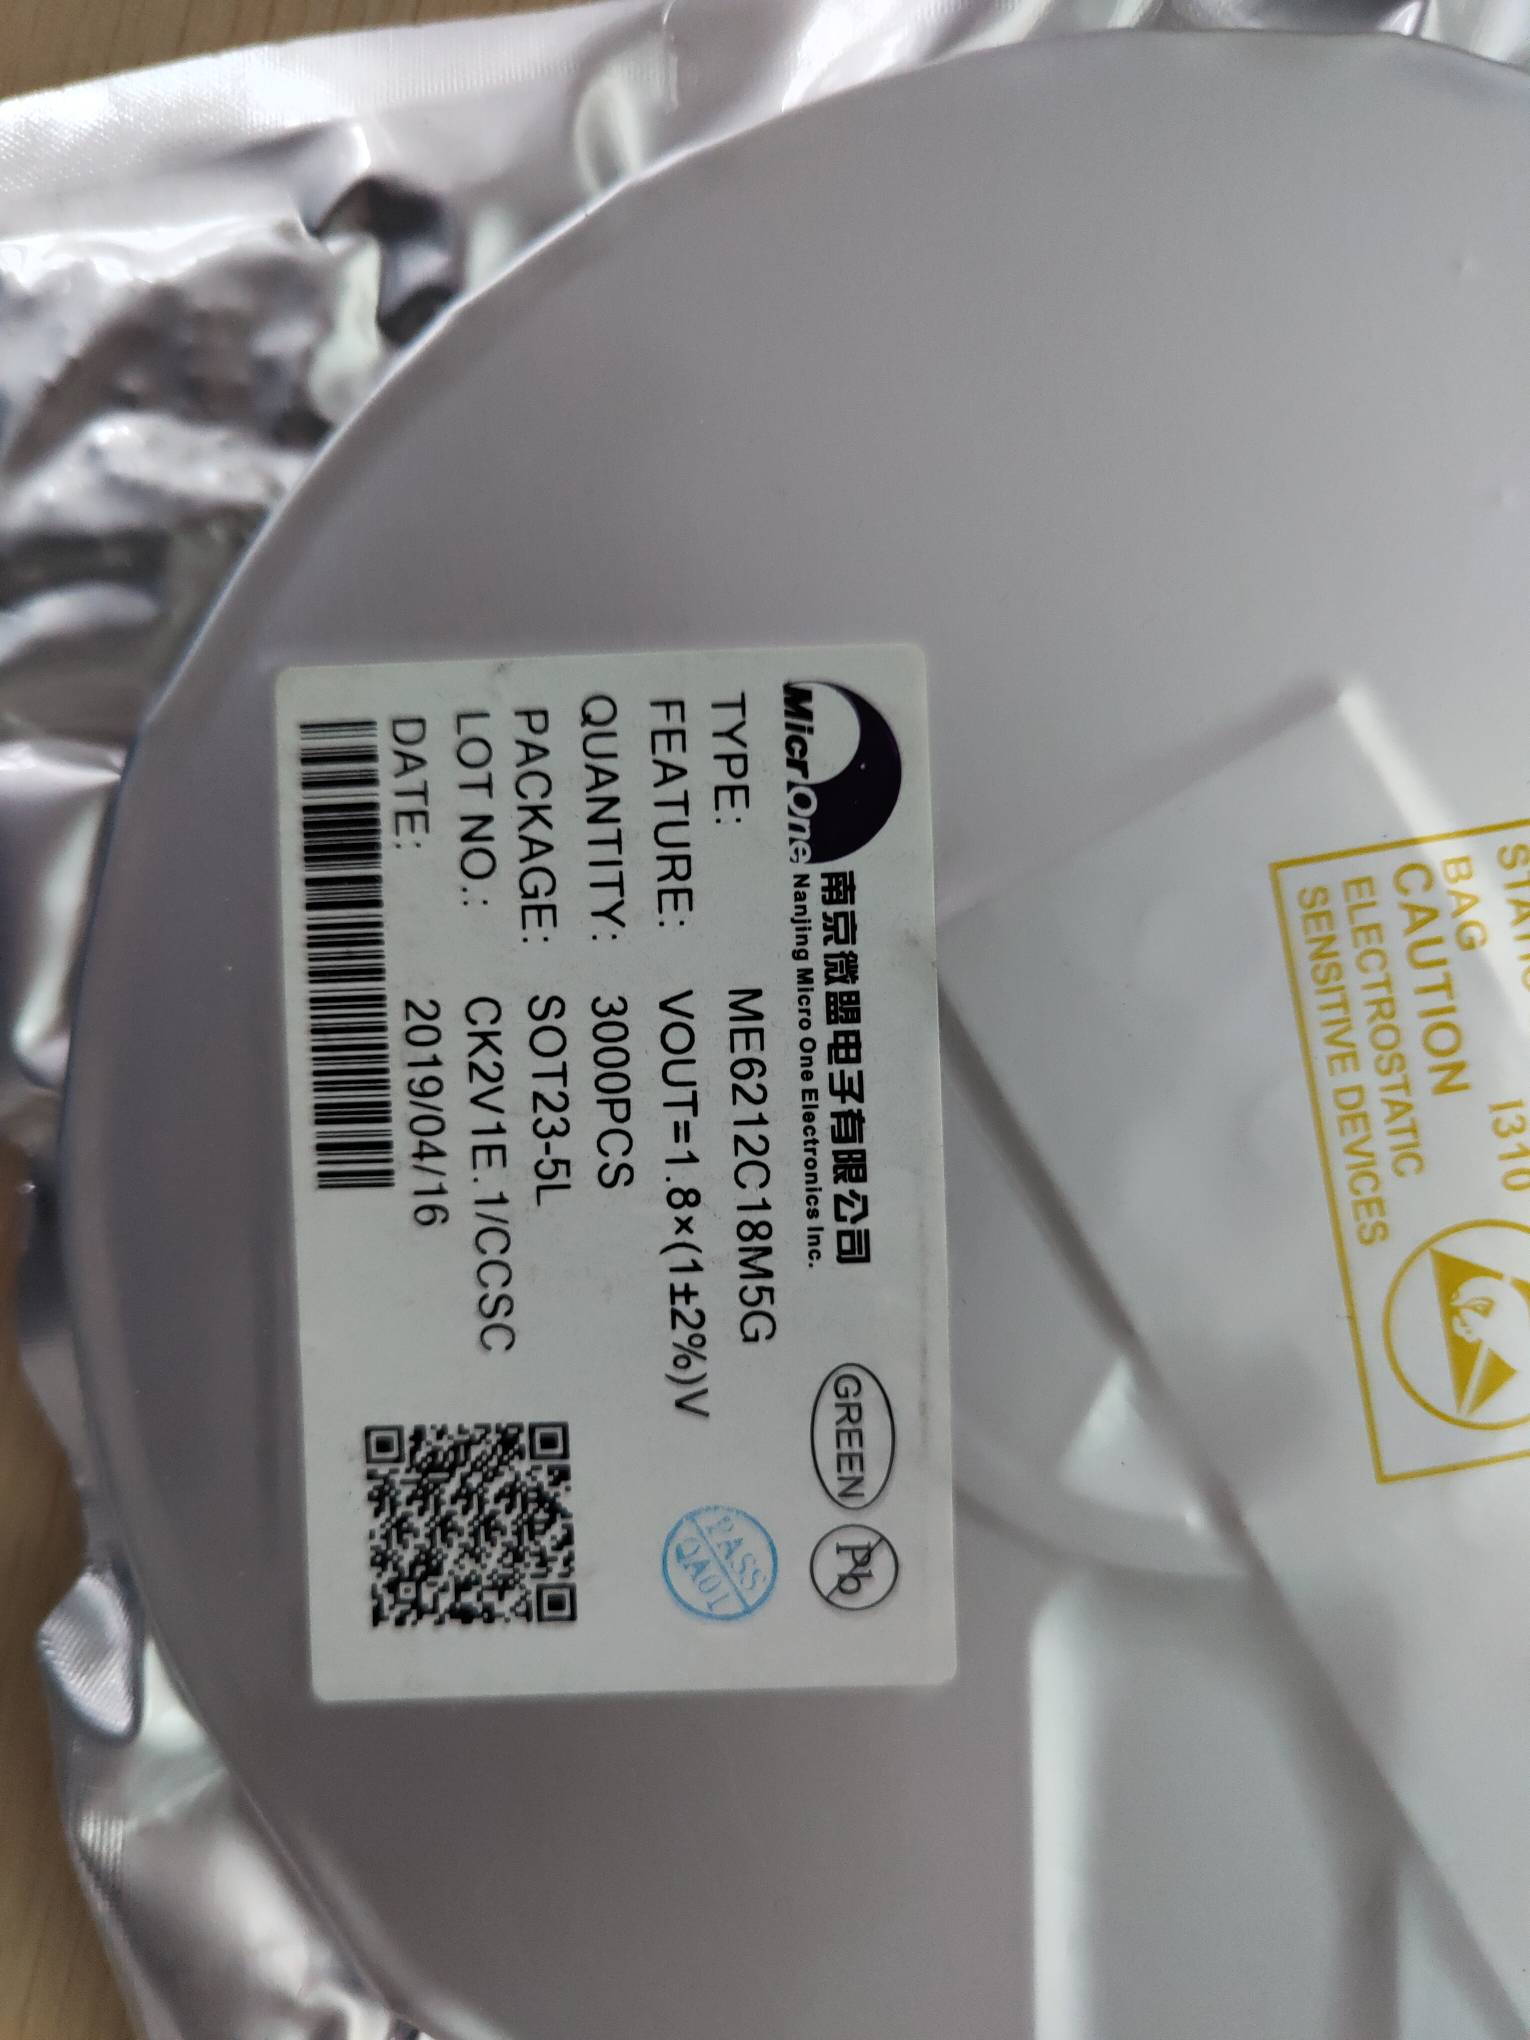 MicrOne
南京微盟电子有限公司
Nanjing Micro One Electronics Inc.
GREEN
Pb
TYPE: ME6212C18M5G
FEATURE: VOUT=1.8×(1±2%)V
QUANTITY: 3000PCS
PACKAGE: SOT23-5L
LOT NO.: CK2V1E.1/CCSC
DATE: 2019/04/16
PASS
QA01
BAG
I310
CAUTION
ELECTROSTATIC
SENSITIVE DEVICES